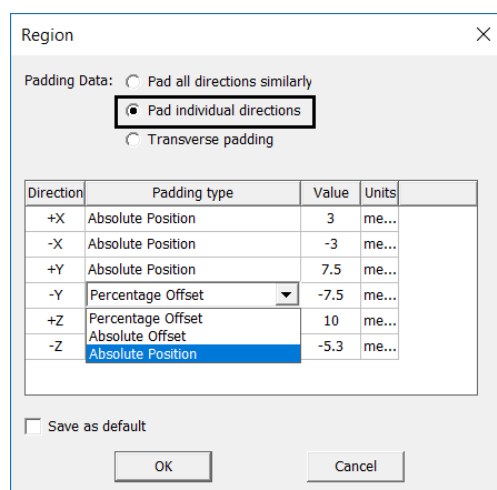 Region
Padding Data: Pad all directions similarly
Pad individual directions
Transverse padding
Direction Padding type Value Units
+X Absolute Position 3 me...
-X Absolute Position -3 me...
+Y Absolute Position 7.5 me...
-Y Percentage Offset -7.5 me...
+Z Percentage Offset 10 me...
Absolute Offset
-Z Absolute Position -5.3 me...
Save as default
OK Cancel